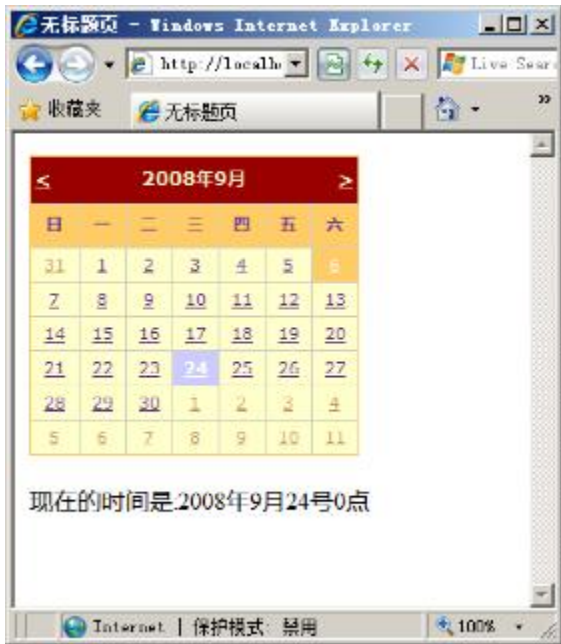 无标题页 - Windows Internet Explorer
http://localh
Live Sear
收藏夹
无标题页
»
< 2008年9月 >
日 一 二 三 四 五 六
31 1 2 3 4 5 6
7 8 9 10 11 12 13
14 15 16 17 18 19 20
21 22 23 24 25 26 27
28 29 30 1 2 3 4
5 6 7 8 9 10 11
现在的时间是:2008年9月24号0点
Internet | 保护模式: 禁用
100%